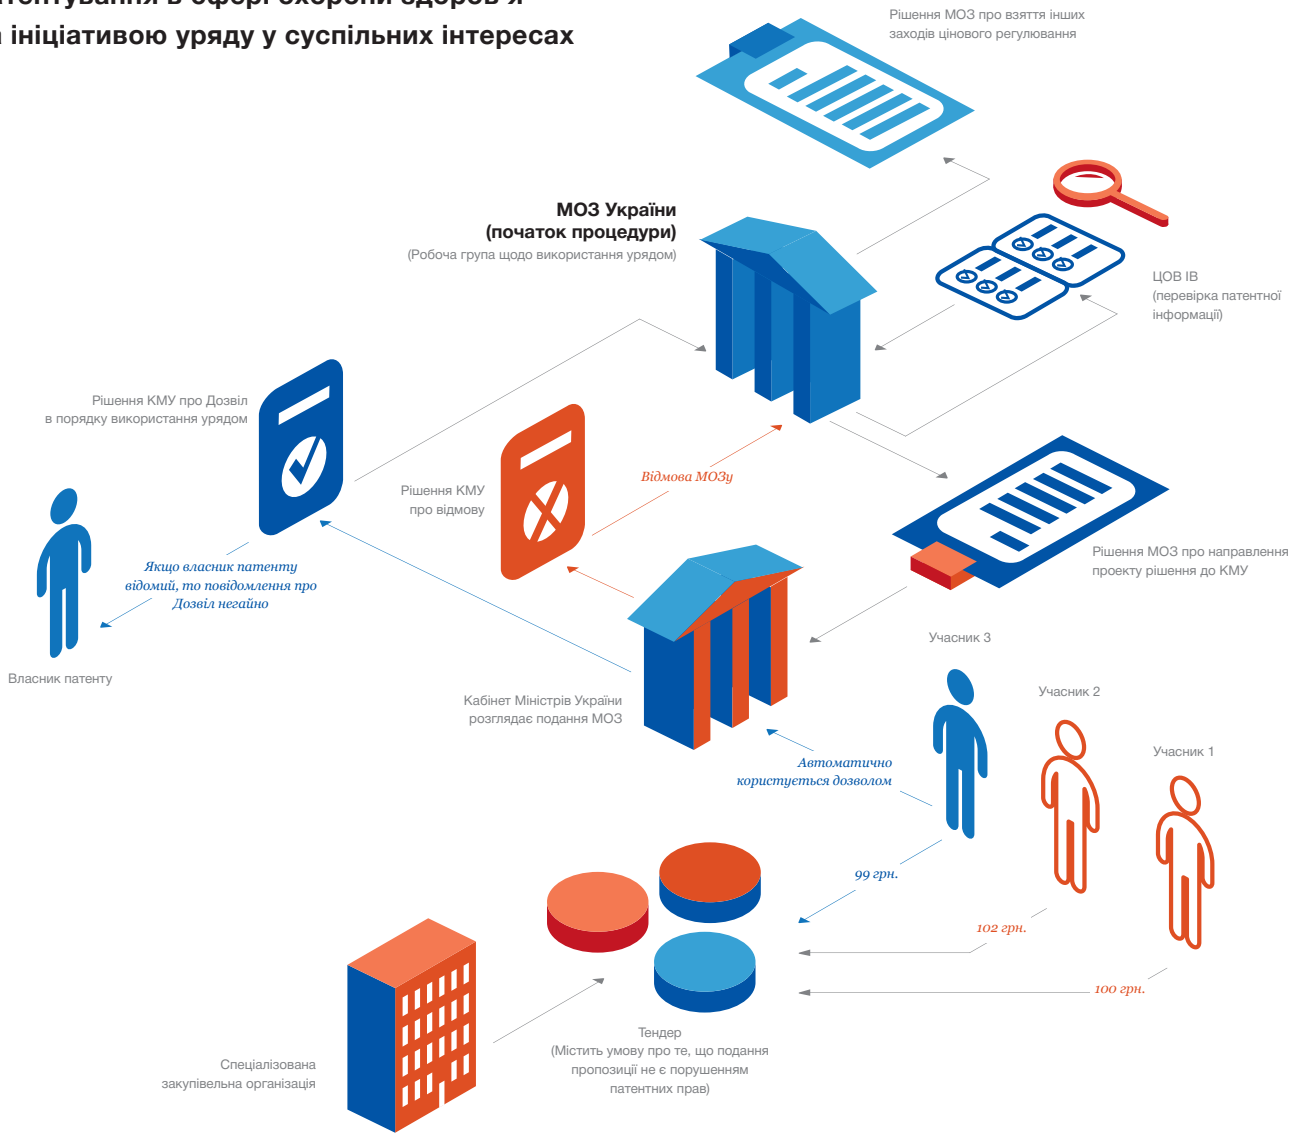 в сфері охорони здоров’я
ініціативою уряду у суспільних інтересах
Рішення МОЗ про взяття інших
заходів цінового регулювання
МОЗ України
(початок процедури)
(Робоча група щодо використання урядом)
ЦОВ ІВ
(перевірка патентної
інформації)
Рішення КМУ про Дозвіл
в порядку використання урядом
Рішення КМУ
про відмову
Відмова МОЗу
Рішення МОЗ про направлення
проекту рішення до КМУ
Якщо власник патенту
відомий, то повідомлення про
Дозвіл негайно
Власник патенту
Кабінет Міністрів України
розглядає подання МОЗ
Учасник 3
Учасник 2
Учасник 1
Автоматично
користується дозволом
99 грн.
102 грн.
100 грн.
Тендер
(Містить умову про те, що подання
пропозиції не є порушенням
патентних прав)
Спеціалізована
закупівельна організація